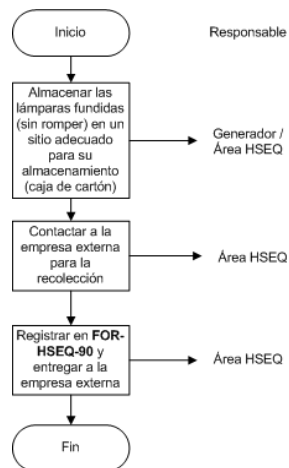 Inicio
Responsable
Almacenar las
lámparas fundidas
(sin romper) en un
sitio adecuado
para su
almacenamiento
(caja de cartón)
Generador /
Área HSEQ
Contactar a la
empresa externa
para la
recolección
Área HSEQ
Registrar en FOR-
HSEQ-90 y
entregar a la
empresa externa
Área HSEQ
Fin